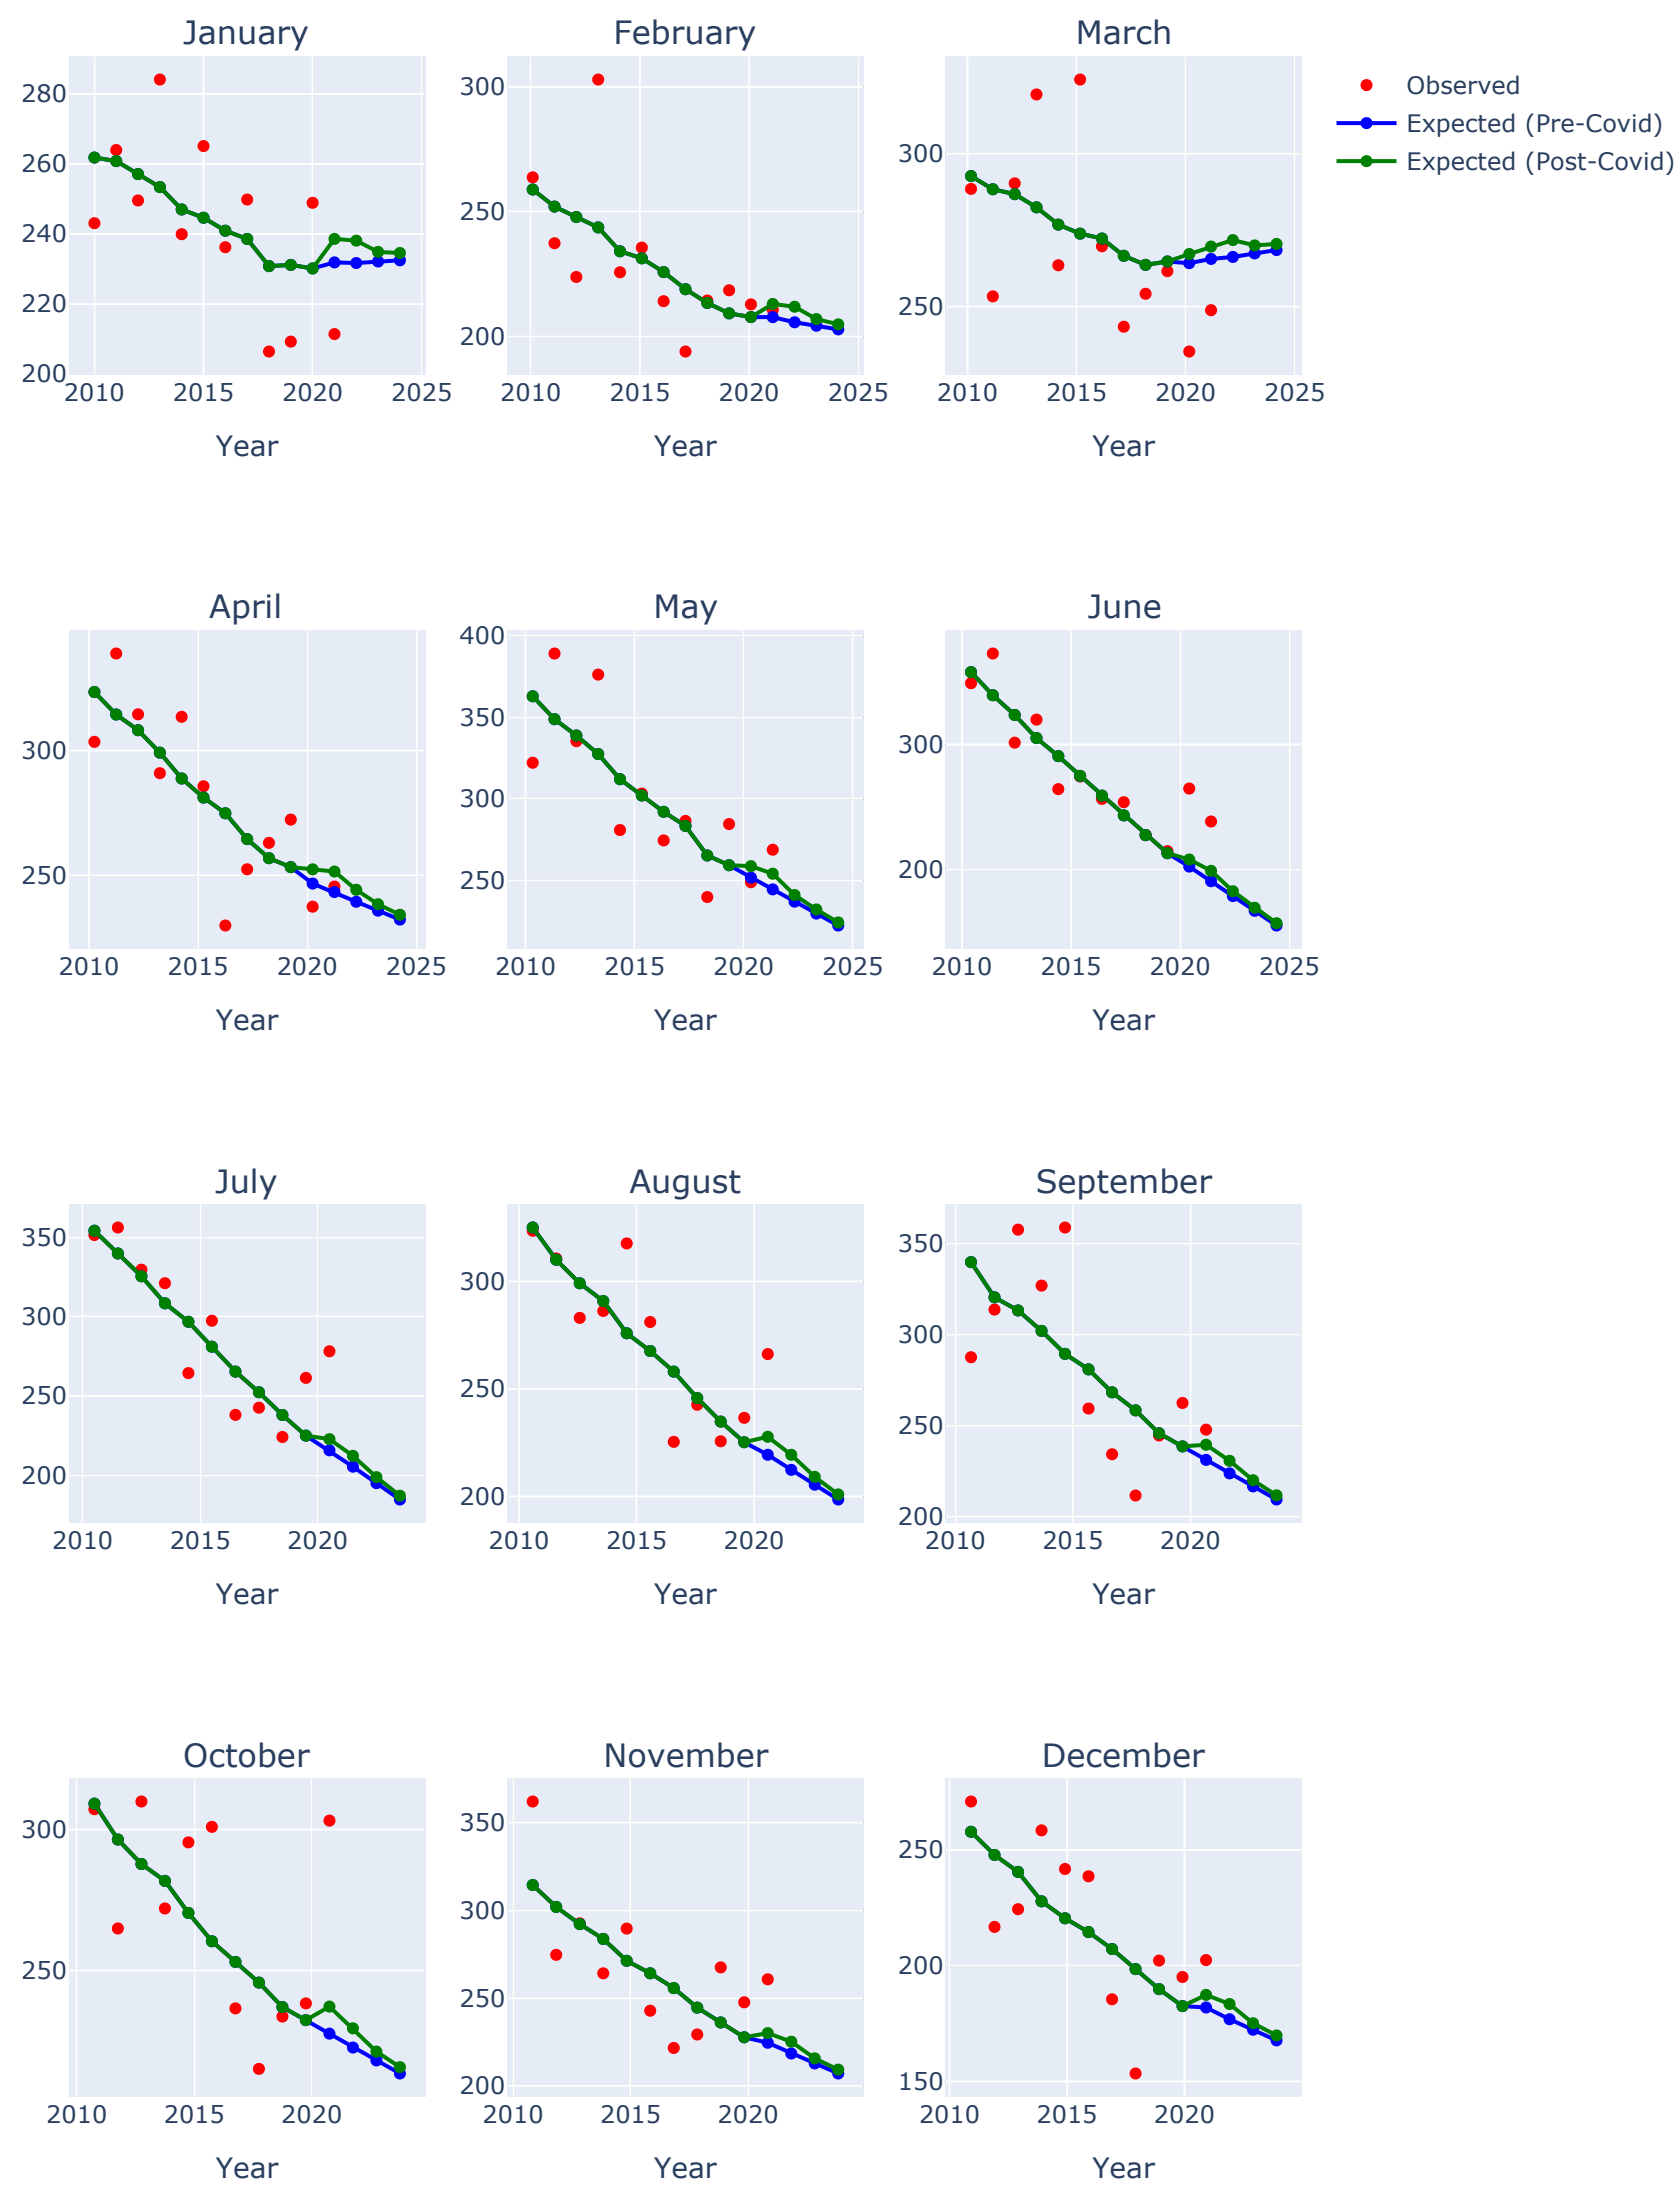 January February March
280
260
240
220
200
2010 2015 2020 2025
Year
300
250
200
2010 2015 2020 2025
Year
300
250
2010 2015 2020 2025
Year
Observed
Expected (Pre-Covid)
Expected (Post-Covid)
April May June
300
250
2010 2015 2020 2025
Year
400
350
300
250
2010 2015 2020 2025
Year
300
200
2010 2015 2020 2025
Year
July August September
350
300
250
200
2010 2015 2020
Year
300
250
200
2010 2015 2020
Year
350
300
250
200
2010 2015 2020
Year
October November December
300
250
2010 2015 2020
Year
350
300
250
200
2010 2015 2020
Year
250
200
150
2010 2015 2020
Year